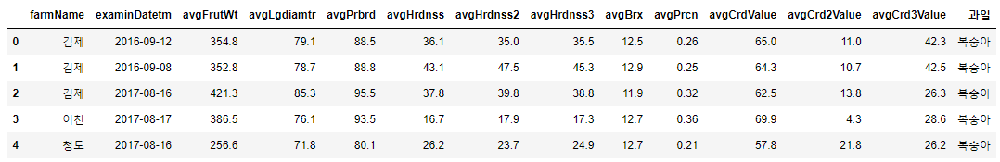 farmName examinDatetm avgFrutWt avgLgdiamtr avgPrbrd avgHrdnss avgHrdnss2 avgHrdnss3 avgBrx avgPrcn avgCrdValue avgCrd2Value avgCrd3Value 과일
0 김제 2016-09-12 354.8 79.1 88.5 36.1 35.0 35.5 12.5 0.26 65.0 11.0 42.3 복숭아
1 김제 2016-09-08 352.8 78.7 88.8 43.1 47.5 45.3 12.9 0.25 64.3 10.7 42.5 복숭아
2 김제 2017-08-16 421.3 85.3 95.5 37.8 39.8 38.8 11.9 0.32 62.5 13.8 26.3 복숭아
3 이천 2017-08-17 386.5 76.1 93.5 16.7 17.9 17.3 12.7 0.36 69.9 4.3 28.6 복숭아
4 청도 2017-08-16 256.6 71.8 80.1 26.2 23.7 24.9 12.7 0.21 57.8 21.8 26.2 복숭아